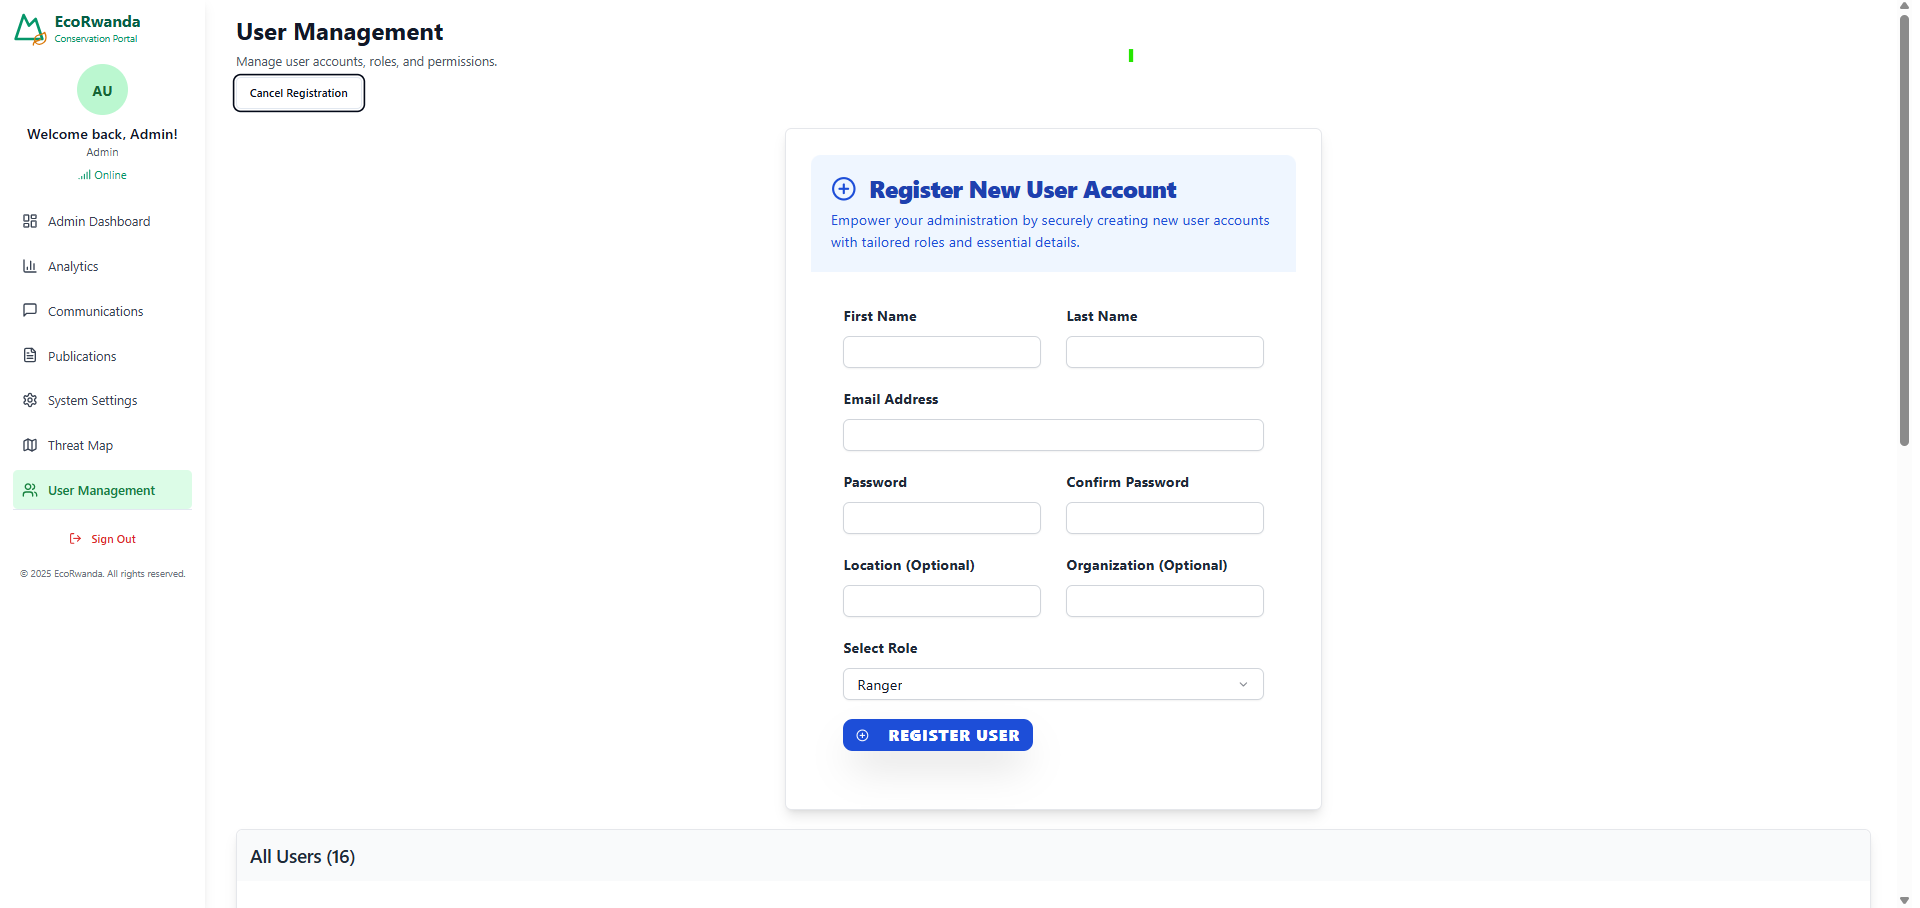 EcoRwanda
Conservation Portal
AU
Welcome back, Admin!
Admin
Online
Admin Dashboard
Analytics
Communications
Publications
System Settings
Threat Map
User Management
Sign Out
© 2025 EcoRwanda. All rights reserved.
User Management
Manage user accounts, roles, and permissions.
Cancel Registration
Register New User Account
Empower your administration by securely creating new user accounts
with tailored roles and essential details.
First Name
Last Name
Email Address
Password
Confirm Password
Location (Optional)
Organization (Optional)
Select Role
Ranger
REGISTER USER
All Users (16)